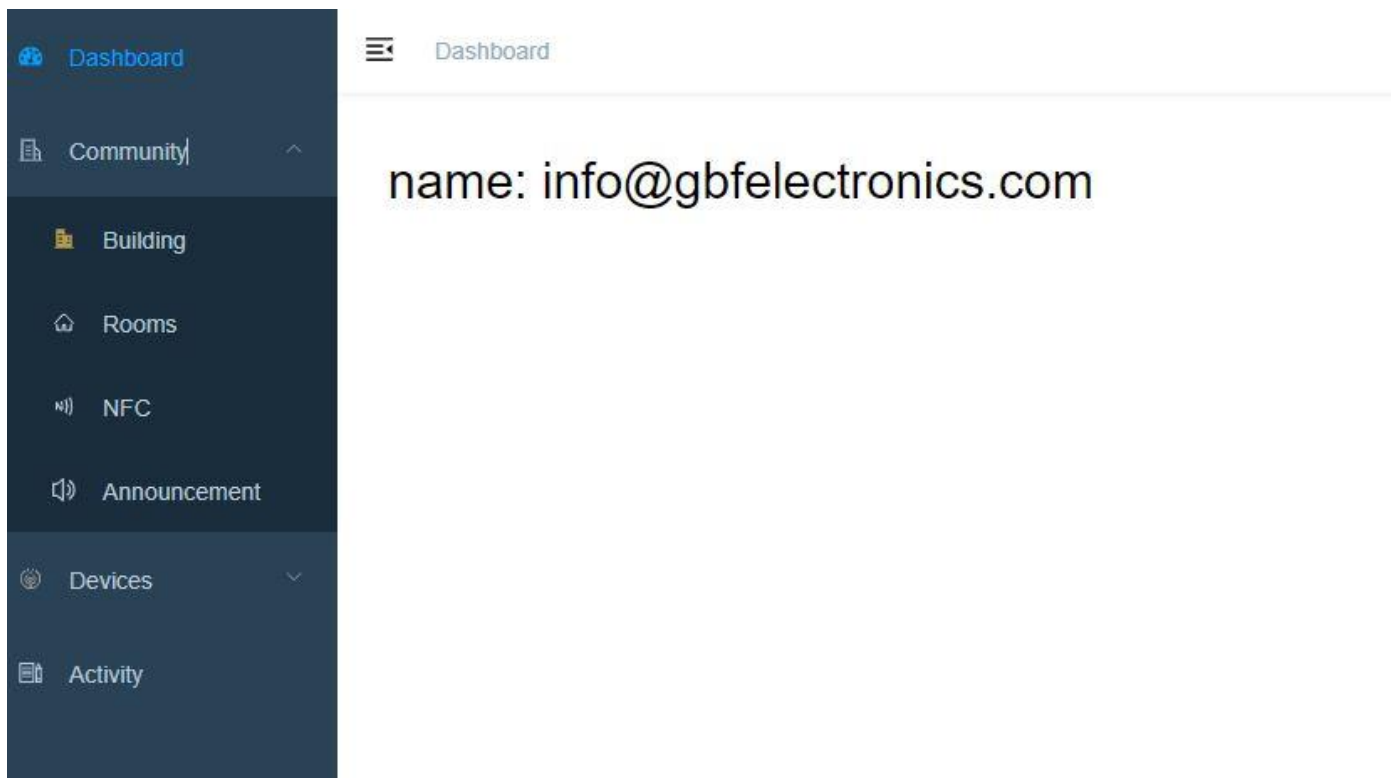 Dashboard
Community
Building
Rooms
NFC
Announcement
Devices
Activity
Dashboard
name: info@gbfelectronics.com